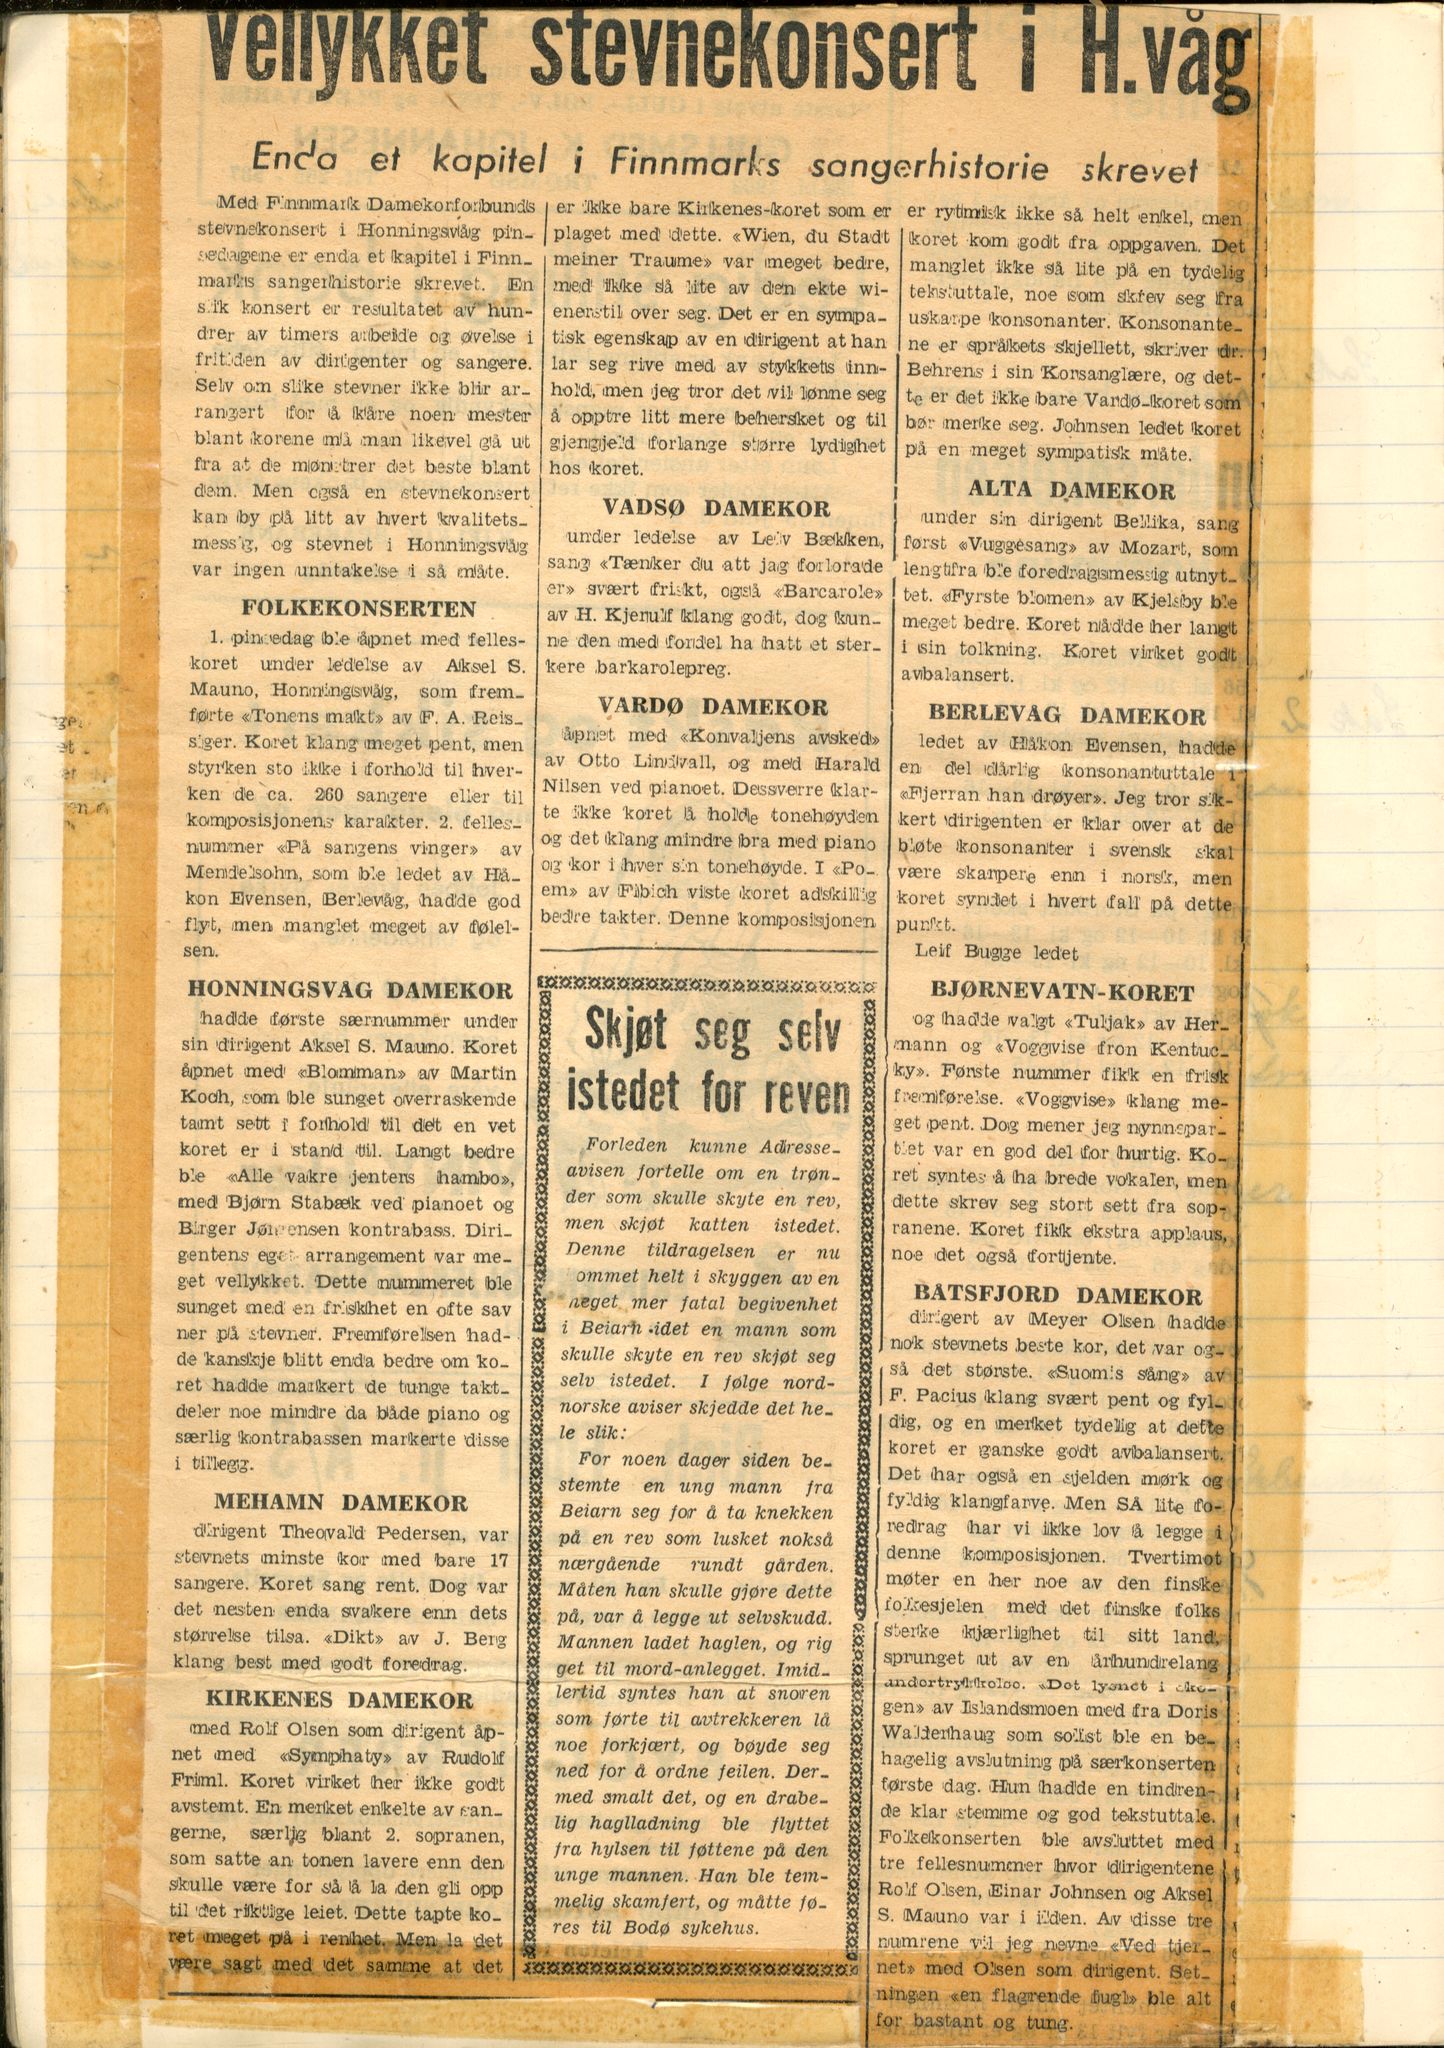 Vellykket stevnekonsert i H.våg
Enda et kapitel i Finnmarks sangerhistorie skrevet
Med Finnmark Damekorforbunds
stevnekonsert i Honningsvåg pin-
sedagene er enda et kapitel i Finn-
marks sangerhistorie skrevet. En
slik konsert er resultatet av hun-
drer av timers arbeide og øvelse i
fritiden av dirigenter og sangere.
Selv om slike stevner ikke blir ar-
rangert for å kåre noen mester
blant korene må man likevel gå ut
fra at de mønstrer det beste blant
dem. Men også en stevnekonsert
kan by på litt av hvert kvalitets-
messig, og stevnet i Honningsvåg
var ingen unntakelse i så måte.
FOLKEKONSERTEN
1. pinsedag ble åpnet med felles-
koret under ledelse av Aksel S.
Mauno, Honningsvåg, som frem-
førte «Tonens makt» av F. A. Reis-
siger. Koret klang meget pent, men
styrken sto ikke i forhold til hver-
ken de ca. 260 sangere eller til
komposisjonens karakter. 2. felles-
nummer «På sangens vinger» av
Mendelsohn, som ble ledet av Hå-
kon Evensen, Berlevåg, hadde god
flyt, men manglet meget av følel-
sen.
HONNINGSVAG DAMEKOR
hadde første særnummer under
sin dirigent Aksel S. Mauno. Koret
åpnet med «Blomman» av Martin
Koch, som ble sunget overraskende
tamt sett i forhold til det en vet
koret er i stand til. Langt bedre
ble «Alle vakre jentens hambo»,
med Bjørn Stabæk ved pianoet og
Birger Jørgensen kontrabass. Diri-
gentens eget arrangement var me-
get vellykket. Dette nummeret ble
sunget med en friskhet en ofte sav
ner på stevner. Fremførelsen had-
de kanskje blitt enda bedre om ko-
ret hadde markert de tunge takt-
deler noe mindre da både piano og
særlig kontrabassen markerte disse
i tillegg.
MEHAMN DAMEKOR
dirigent Theovald Pedersen, var
stevnets minste kor med bare 17
sangere. Koret sang rent. Dog var
det nesten enda svakere enn dets
størrelse tilsa. «Dikt» av J. Berg
klang best med godt foredrag.
KIRKENES DAMEKOR
med Rolf Olsen som dirigent åp-
net med «Symphaty» av Rudolf
Friml. Koret virket her ikke godt
avstemt. En merket enkelte av san-
gerne, særlig blant 2. sopranen,
som satte an tonen lavere enn den
skulle være for så å la den gli opp
til det riktige leiet. Dette tapte ko-
ret meget på i renhet. Men la det
være sagt med det samme at det
er ikke bare Kirkenes-koret som er
plaget med dette. «Wien, du Stadt
meiner Traume» var meget bedre,
med ikke så lite av den ekte wi-
enerstil over seg. Det er en sympa-
tisk egenskap av en dirigent at han
lar seg rive med av stykkets inn-
hold, men jeg tror det vil lønne seg
å opptre litt mere behersket og til
gjengjeld forlange større lydighet
hos koret.
VADSØ DAMEKOR
under ledelse av Leiv Bækken,
sang «Tænker du att jag forlorade
er» svært friskt, også «Barcarole»
av H. Kjerulf klang godt, dog kun-
ne den med fordel ha hatt et ster-
kere barkarolepreg.
VARDØ DAMEKOR
åpnet med «Konvaljens avsked»
av Otto Lindvall, og med Harald
Nilsen ved pianoet. Dessverre klar-
te ikke koret å holde tonehøyden
og det klang mindre bra med piano
og kor i hver sin tonehøyde. I «Po-
em» av Fibich viste koret adskillig
bedre takter. Denne komposisjonen
Skjøt seg selv
istedet for reven
Forleden kunne Adresse-
avisen fortelle om en trøn-
der som skulle skyte en rev,
men skjøt katten istedet.
Denne tildragelsen er nu
ommet helt i skyggen av en
neget mer fatal begivenhet
i Beiarn idet en mann som
skulle skyte en rev skjøt seg
selv istedet. I følge nord-
norske aviser skjedde det he-
le slik:
For noen dager siden be-
stemte en ung mann fra
Beiarn seg for å ta knekken
på en rev som lusket nokså
nærgående rundt gården.
Måten han skulle gjøre dette
på, var å legge ut selvskudd.
Mannen ladet haglen, og rig
get til mord-anlegget. Imid-
lertid syntes han at snoren
som førte til avtrekkeren lå
noe forkjært, og bøyde seg
ned for å ordne feilen. Der-
med smalt det, og en drabe-
lig haglladning ble flyttet
fra hylsen til føttene på den
unge mannen. Han ble tem-
melig skamfert, og måtte fø-
res til Bodø sykehus.
er rytmisk ikke så helt enkel, men
koret kom godt fra oppgaven. Det
manglet ikke så lite på en tydelig
tekstuttale, noe som skrev seg fra
uskarpe konsonanter. Konsonante-
ne er språkets skjellett, skriver dr.
Behrens i sin Korsanglære, og det-
te er det ikke bare Vardø-koret som
bør merke seg. Johnsen ledet koret
på en meget sympatisk måte.
ALTA DAMEKOR
under sin dirigent Bellika, sang
først «Vuggesang» av Mozart, som
lengtfra ble foredragsmessig utnyt-
tet. «Fyrste blomen» av Kjelsby ble
meget bedre. Koret nådde her langt
i sin tolkning. Koret virket godt
avbalansert.
BERLEVAG DAMEKOR
ledet av Håkon Evensen, hadde
en del dårlig konsonantuttale i
«Fjerran han drøyer». Jeg tror sik-
kert dirigenten er klar over at de
bløte konsonanter i svensk skal
være skarpere enn i norsk, men
koret syndet i hvert fall på dette
punkt.
Leif Bugge ledet
BJØRNEVATN-KORET
og hadde valgt «Tuljak» av Her-
mann og «Voggvise fron Kentuc-
ky». Første nummer fikk en frisk
fremførelse. «Voggvise» klang me-
get pent. Dog mener jeg nynnepar-
tiet var en god del for hurtig. Ko-
ret syntes å ha brede vokaler, men
dette skrev seg stort sett fra sop-
ranene. Koret fikk ekstra applaus,
noe det også fortjente.
BATSFJORD DAMEKOR
dirigert av Meyer Olsen hadde
nok stevnets beste kor, det var og-
så det største. «Suomis sång» av
F. Pacius klang svært pent og fyl-
dig, og en merket tydelig at dette
koret er ganske godt avbalansert.
Det har også en sjelden mørk og
fyldig klangfarve. Men SÅ lite fo-
redrag har vi ikke lov å legge i
denne komposisjonen. Tvertimot
møter en her noe av den finske
folkesjelen med det finske folks
sterke kjærlighet til sitt land,
sprunget ut av en århundrelang
undertrykkelse. «Det lysnet i sko-
gen» av Islandsmoen med fra Doris
Waldenhaug som solist ble en be-
hagelig avslutning på særkonserten
første dag. Hun hadde en tindren-
de klar stemme og god tekstuttale.
Folkekonserten ble avsluttet med
tre fellesnummer hvor dirigentene
Rolf Olsen, Einar Johnsen og Aksel
S. Mauno var i ilden. Av disse tre
numrene vil jeg nevne «Ved tjer-
net» med Olsen som dirigent. Set-
ningen «en flagrende fugl» ble alt
for bastant og tung.